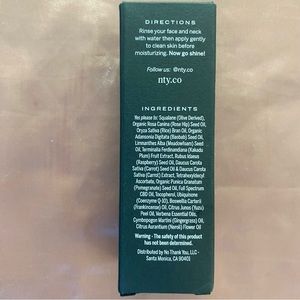 DIRECTIONS
Rinse your face and neck
with water then apply gently
to clean skin before
moisturizing. Now go shine!
Follow us: @nty.co
nty.co
INGREDIENTS
Yes please to: Squalane (Olive Derived),
Organic Rosa Canina (Rose Hip) Seed Oil,
Oryza Sativa (Rice) Bran Oil, Organic
Adansonia Digitata (Baobab) Seed Oil,
Limnanthes Alba (Meadowfoam) Seed
Oil, Terminalia Ferdinandiana (Kakadu
Plum) Fruit Extract, Rubus Idaeus
(Raspberry) Seed Oil, Daucus Carota
Sativa (Carrot) Seed Oil & Daucus Carota
Sativa (Carrot) Extract, Tetrahexyldecyl
Ascorbate, Organic Punica Granatum
(Pomegranate) Seed Oil, Full Spectrum
CBD Oil, Tocopherol, Ubiquinone
(Coenzyme Q 10), Boswellia Carterii
(Frankincense) Oil, Citrus Junos (Yuzu)
Peel Oil, Verbena Essential Oils,
Cymbopogon Martini (Gingergrass) Oil,
Citrus Aurantium (Neroli) Flower Oil
Warning - The safety of this product
has not been determined.
Distributed by No Thank You, LLC -
Santa Monica, CA 90401